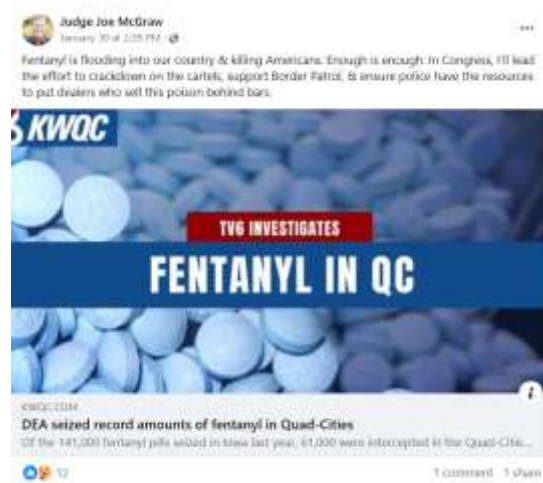 Judge Joe McGraw
January 30 at 2:35 PM
Fentanyl is flooding into our country & killing Americans. Enough is enough. In Congress, I'll lead
the effort to crackdown on the cartels, support Border Patrol, & ensure police have the resources
to put dealers who sell this poison behind bars.
KWQC
TV6 INVESTIGATES
FENTANYL IN QC
i
KWQC.COM
DEA seized record amounts of fentanyl in Quad-Cities
Of the 141,000 fentanyl pills seized in Iowa last year, 61,000 were intercepted in the Quad-Citie...
12
1 comment 1 share